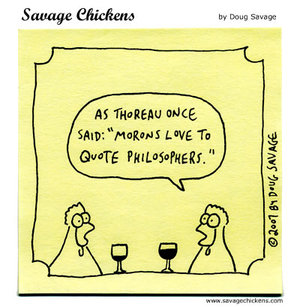 Savage Chickens
by Doug Savage
AS THOREAU ONCE
SAID: "MORONS LOVE TO
QUOTE PHILOSOPHERS."
©2007 BY DOUG SAVAGE
www.savagechickens.com